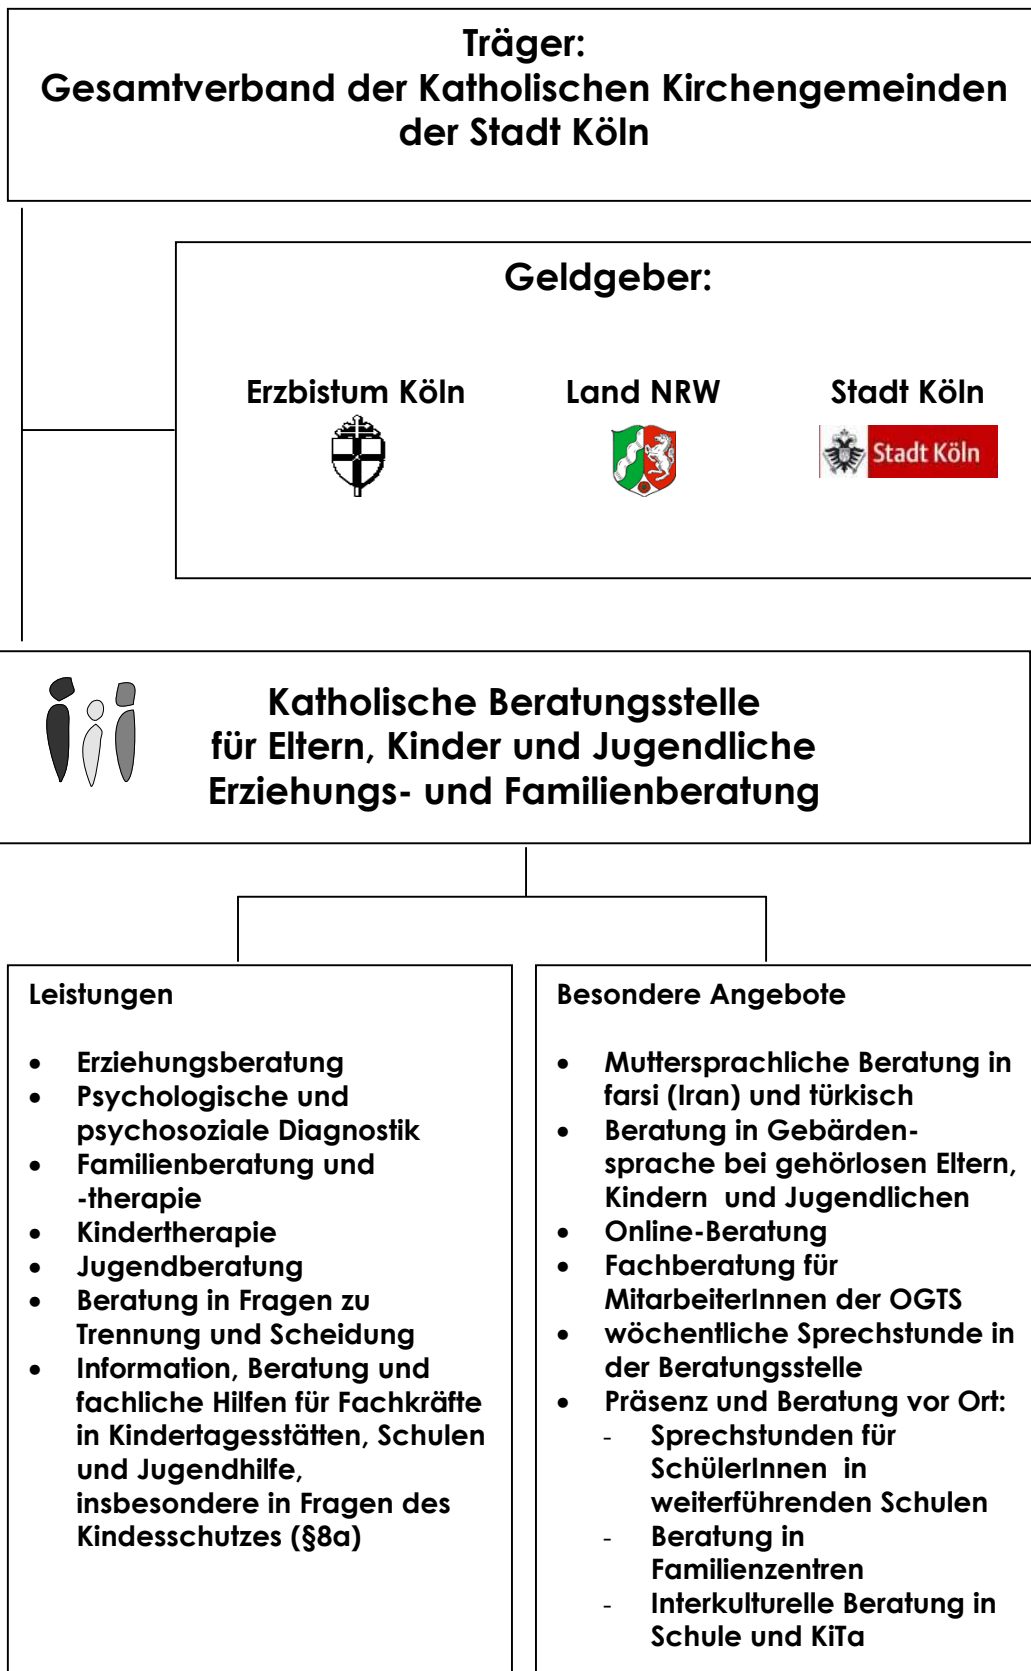 Träger:
Gesamtverband der Katholischen Kirchengemeinden
der Stadt Köln
Geldgeber:
Erzbistum Köln
Land NRW
Stadt Köln
Stadt Köln
Katholische Beratungsstelle
für Eltern, Kinder und Jugendliche
Erziehungs- und Familienberatung
Leistungen
• Erziehungsberatung
• Psychologische und
psychosoziale Diagnostik
• Familienberatung und
-therapie
• Kindertherapie
• Jugendberatung
• Beratung in Fragen zu
Trennung und Scheidung
• Information, Beratung und
fachliche Hilfen für Fachkräfte
in Kindertagesstätten, Schulen
und Jugendhilfe,
insbesondere in Fragen des
Kindesschutzes (§8a)
Besondere Angebote
• Muttersprachliche Beratung in
farsi (Iran) und türkisch
• Beratung in Gebärden-
sprache bei gehörlosen Eltern,
Kindern und Jugendlichen
• Online-Beratung
• Fachberatung für
MitarbeiterInnen der OGTS
• wöchentliche Sprechstunde in
der Beratungsstelle
• Präsenz und Beratung vor Ort:
- Sprechstunden für
SchülerInnen in
weiterführenden Schulen
- Beratung in
Familienzentren
- Interkulturelle Beratung in
Schule und KiTa